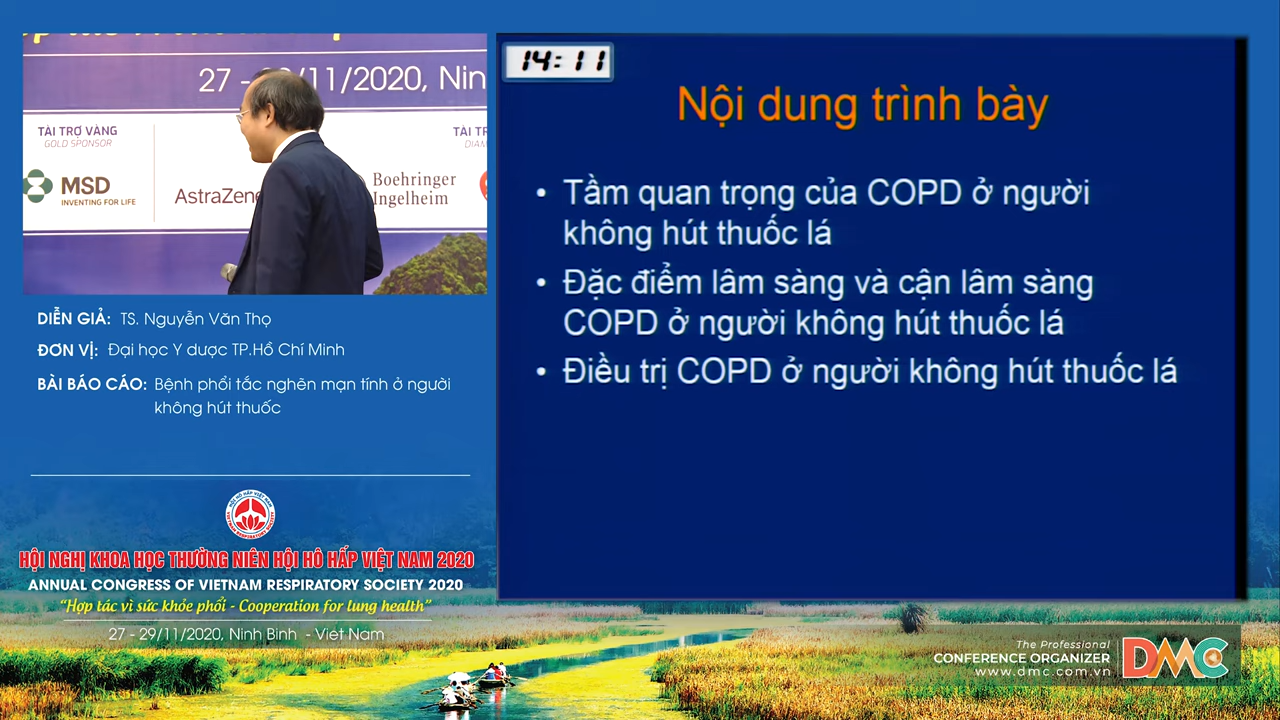 27 - 29/11/2020, Nin
TÀI TRỢ VÀNG
GOLD SPONSOR
MSD
INVENTING FOR LIFE
Boehringer
Ingelheim
DIỄN GIẢ: TS. Nguyễn Văn Thọ
ĐƠN VỊ: Đại học Y dược TP.Hồ Chí Minh
BÀI BÁO CÁO: Bệnh phổi tắc nghẽn mạn tính ở người
không hút thuốc
HỘI NGHỊ KHOA HỌC THƯỜNG NIÊN HỘI HÔ HẤP VIỆT NAM 2020
ANNUAL CONGRESS OF VIETNAM RESPIRATORY SOCIETY 2020
“Hợp tác vì sức khỏe phổi - Cooperation for lung health”
27 - 29/11/2020, Ninh Bình - Việt Nam
14:11
Nội dung trình bày
• Tầm quan trọng của COPD ở người
không hút thuốc lá
• Đặc điểm lâm sàng và cận lâm sàng
COPD ở người không hút thuốc lá
• Điều trị COPD ở người không hút thuốc lá
The Professional
CONFERENCE ORGANIZER
www.dmc.com.vn
DMC